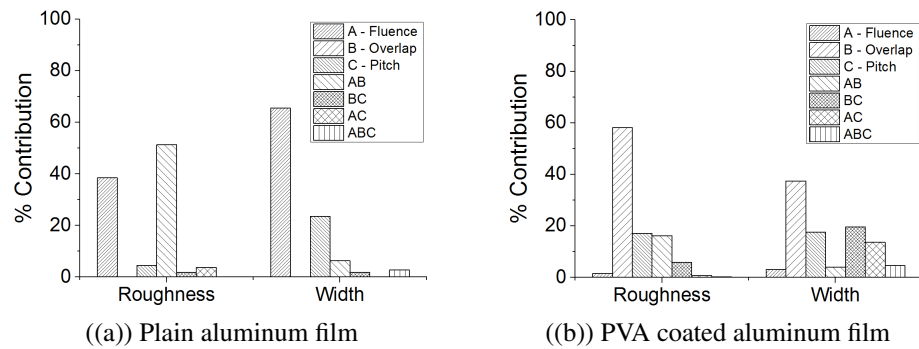 100
80
60
40
20
0
% Contribution
A - Fluence
B - Overlap
C - Pitch
AB
BC
AC
ABC
Roughness
Width
((a)) Plain aluminum film
100
80
60
40
20
0
% Contribution
A - Fluence
B - Overlap
C - Pitch
AB
BC
AC
ABC
Roughness
Width
((b)) PVA coated aluminum film